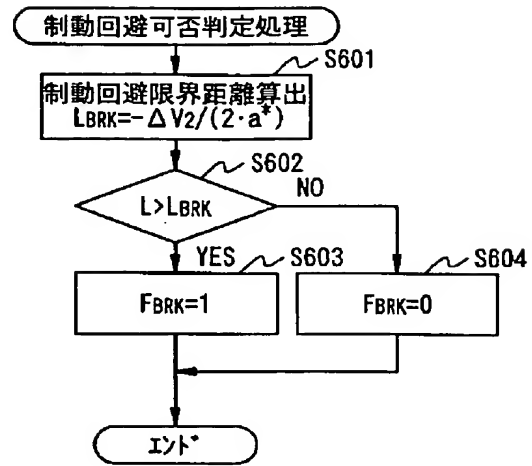 制動回避可否判定処理
S601
制動回避限界距離算出
LBRK=-ΔV2/(2·a*)
S602
L>LBRK
NO
YES
S603
S604
FBRK=1
FBRK=0
エンド